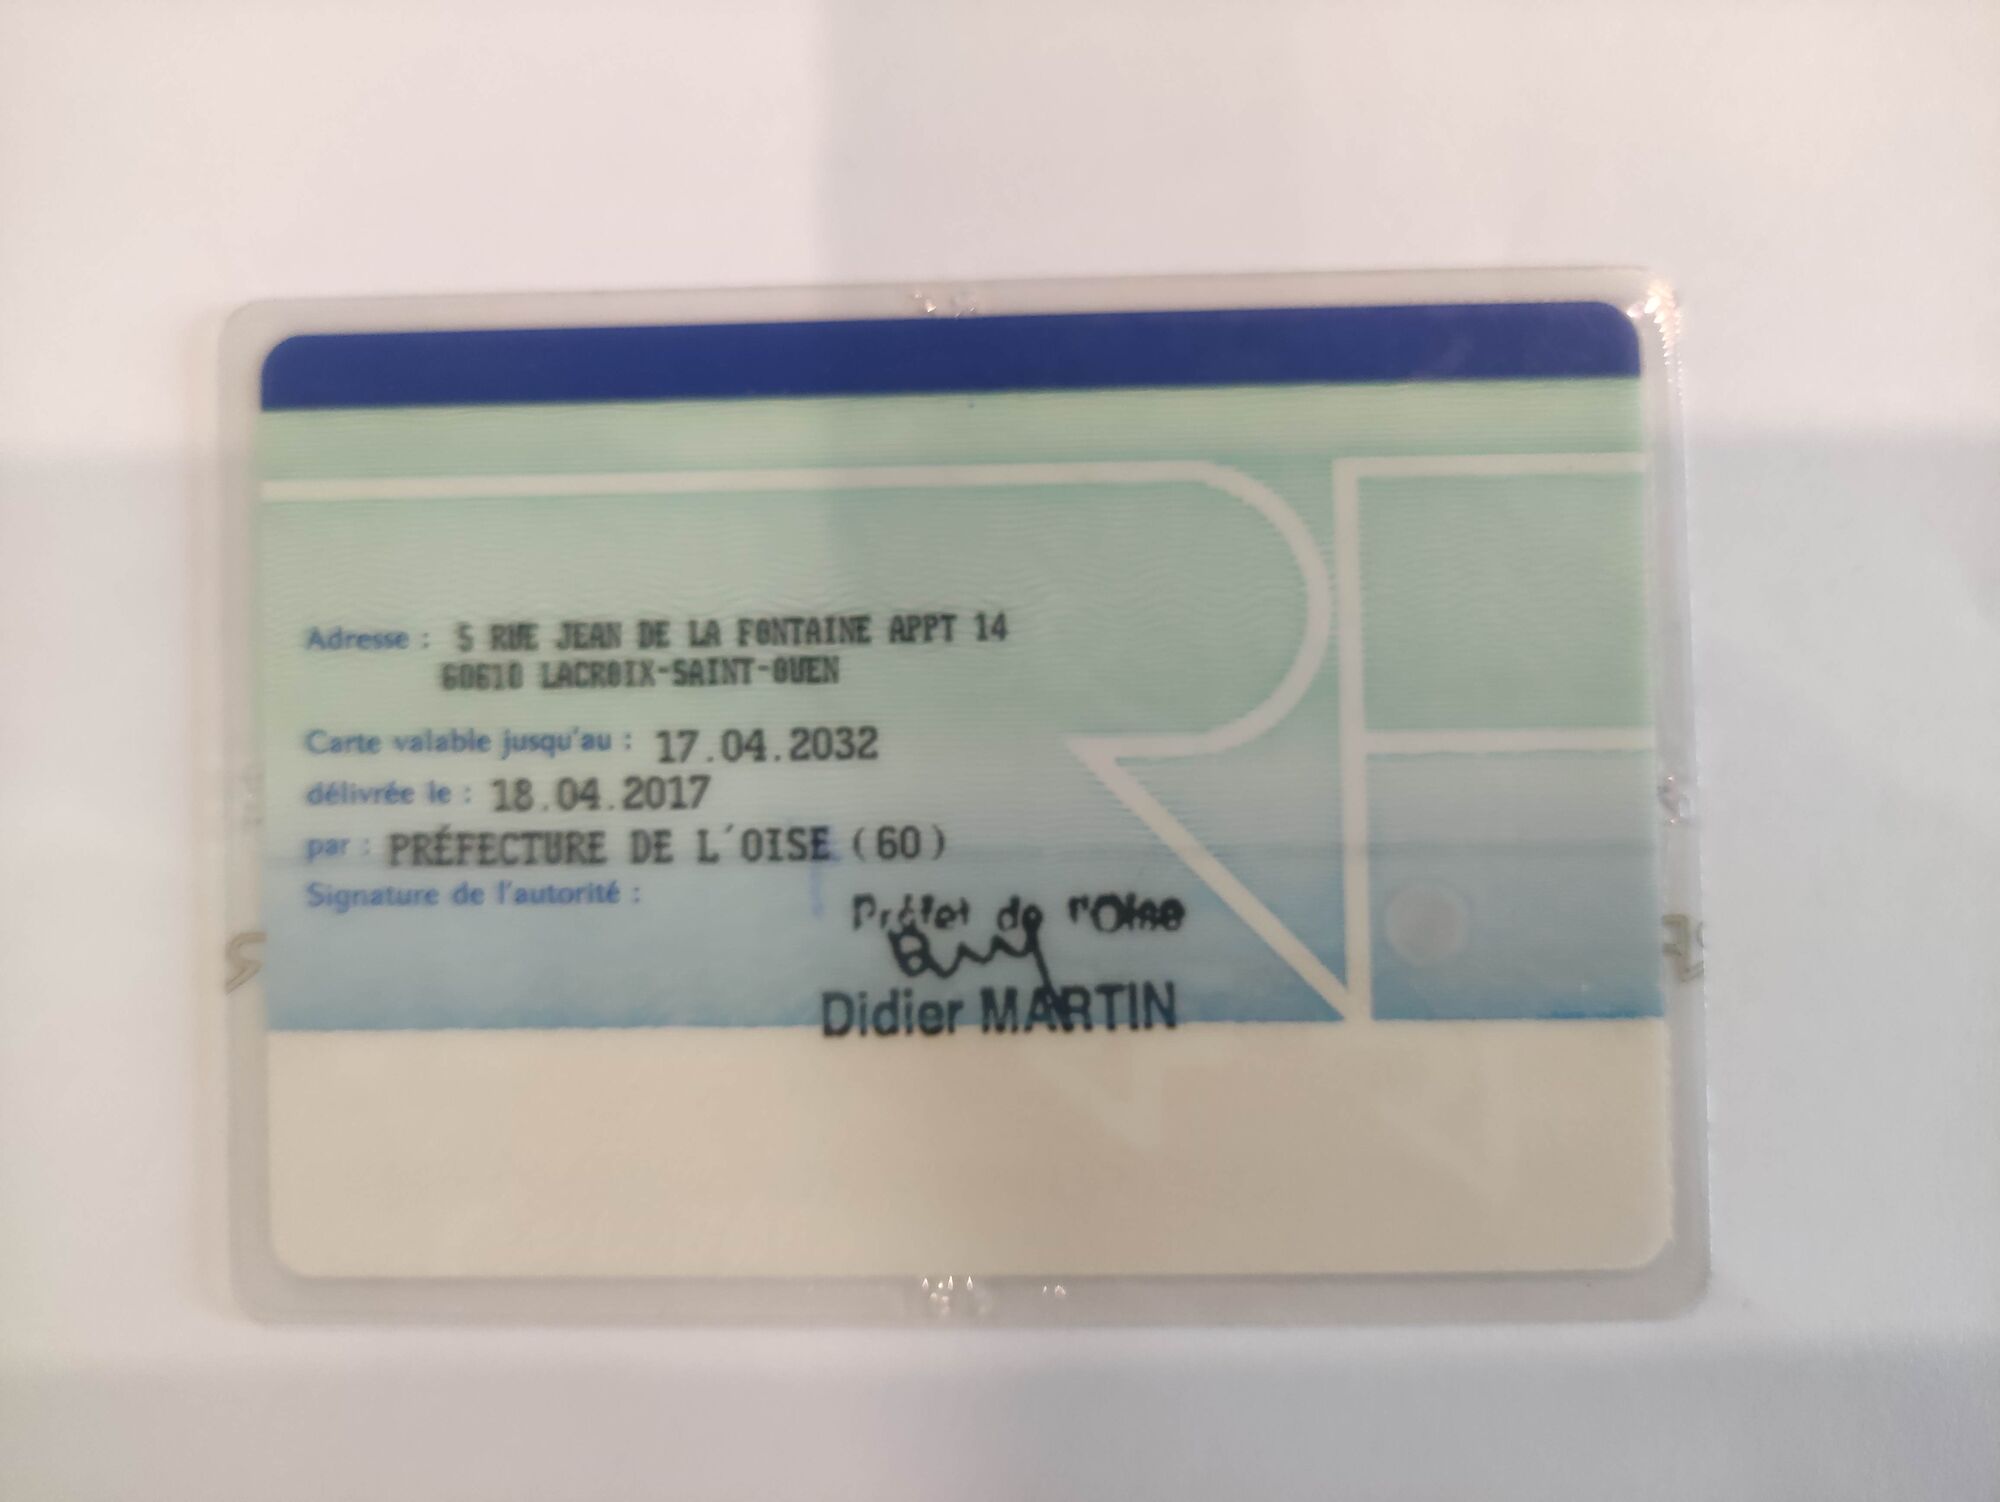 Adresse : 5 RUE JEAN DE LA FONTAINE APPT 14
60610 LACROIX-SAINT-OUEN
Carte valable jusqu'au : 17.04.2032
délivrée le : 18.04.2017
par : PRÉFECTURE DE L'OISE (60)
Signature de l'autorité :
Préfet de l'Oise
Didier MARTIN
RF